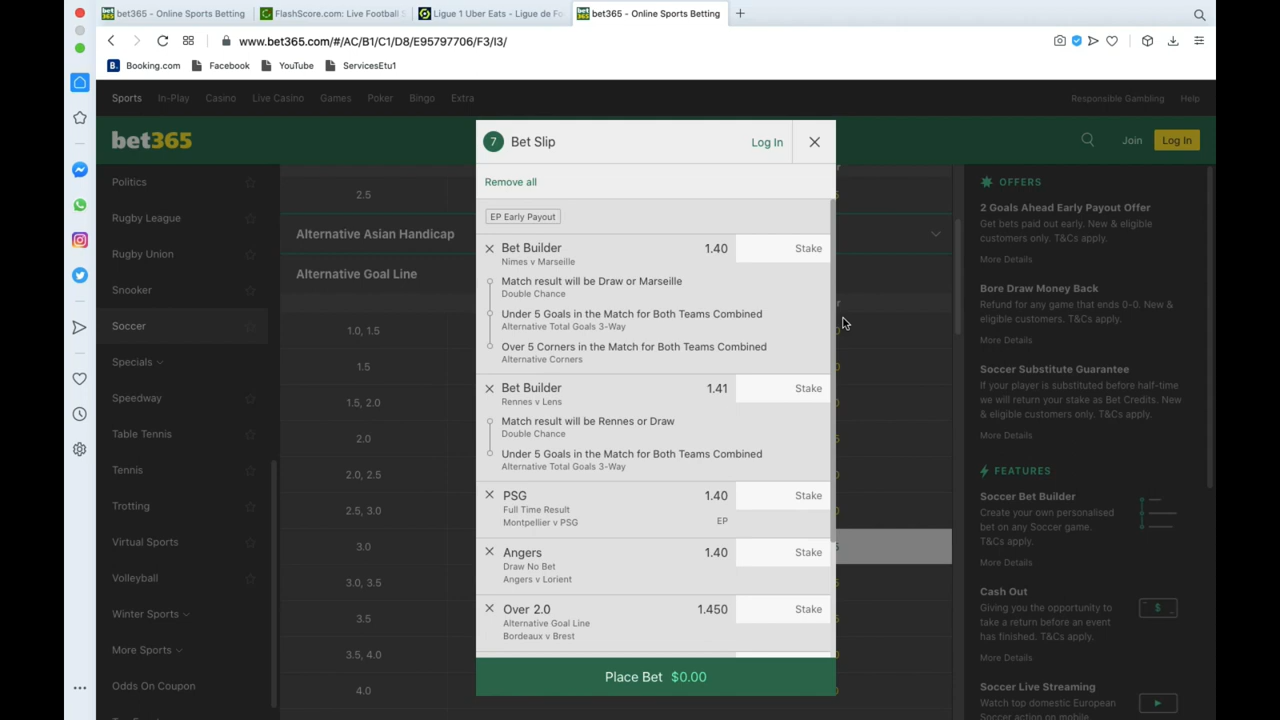 bet365 - Online Sports Betting
FlashScore.com: Live Football S
Ligue 1 Uber Eats - Ligue de Fo
bet365 - Online Sports Betting
www.bet365.com/#/AC/B1/C1/D8/E95797706/F3/I3/
B. Booking.com
Facebook
YouTube
ServicesEtu1
Sports
In-Play
Casino
Live Casino
Games
Poker
Bingo
Extra
Responsible Gambling
Help
bet365
Join
Log In
Politics
Rugby League
Rugby Union
Snooker
Soccer
Specials
Speedway
Table Tennis
Tennis
Trotting
Virtual Sports
Volleyball
Winter Sports
More Sports
Odds On Coupon
2.5
Alternative Asian Handicap
Alternative Goal Line
1.0, 1.5
1.5
1.5, 2.0
2.0
2.0, 2.5
2.5, 3.0
3.0
3.0, 3.5
3.5
3.5, 4.0
4.0
7 Bet Slip
Log In
Remove all
EP Early Payout
Bet Builder 1.40 Stake
Nimes v Marseille
Match result will be Draw or Marseille
Double Chance
Under 5 Goals in the Match for Both Teams Combined
Alternative Total Goals 3-Way
Over 5 Corners in the Match for Both Teams Combined
Alternative Corners
Bet Builder 1.41 Stake
Rennes v Lens
Match result will be Rennes or Draw
Double Chance
Under 5 Goals in the Match for Both Teams Combined
Alternative Total Goals 3-Way
PSG 1.40 Stake
Full Time Result
Montpellier v PSG EP
Angers 1.40 Stake
Draw No Bet
Angers v Lorient
Over 2.0 1.450 Stake
Alternative Goal Line
Bordeaux v Brest
Place Bet $0.00
OFFERS
2 Goals Ahead Early Payout Offer
Get bets paid out early. New & eligible
customers only. T&Cs apply.
More Details
Bore Draw Money Back
Refund for any game that ends 0-0. New &
eligible customers. T&Cs apply.
More Details
Soccer Substitute Guarantee
If your player is substituted before half-time
we will return your stake as Bet Credits. New
& eligible customers only. T&Cs apply.
More Details
FEATURES
Soccer Bet Builder
Create your own personalised
bet on any Soccer game.
T&Cs apply.
More Details
Cash Out
Giving you the opportunity to
take a return before an event
has finished. T&Cs apply.
More Details
Soccer Live Streaming
Watch top domestic European
Soccer action on mobile